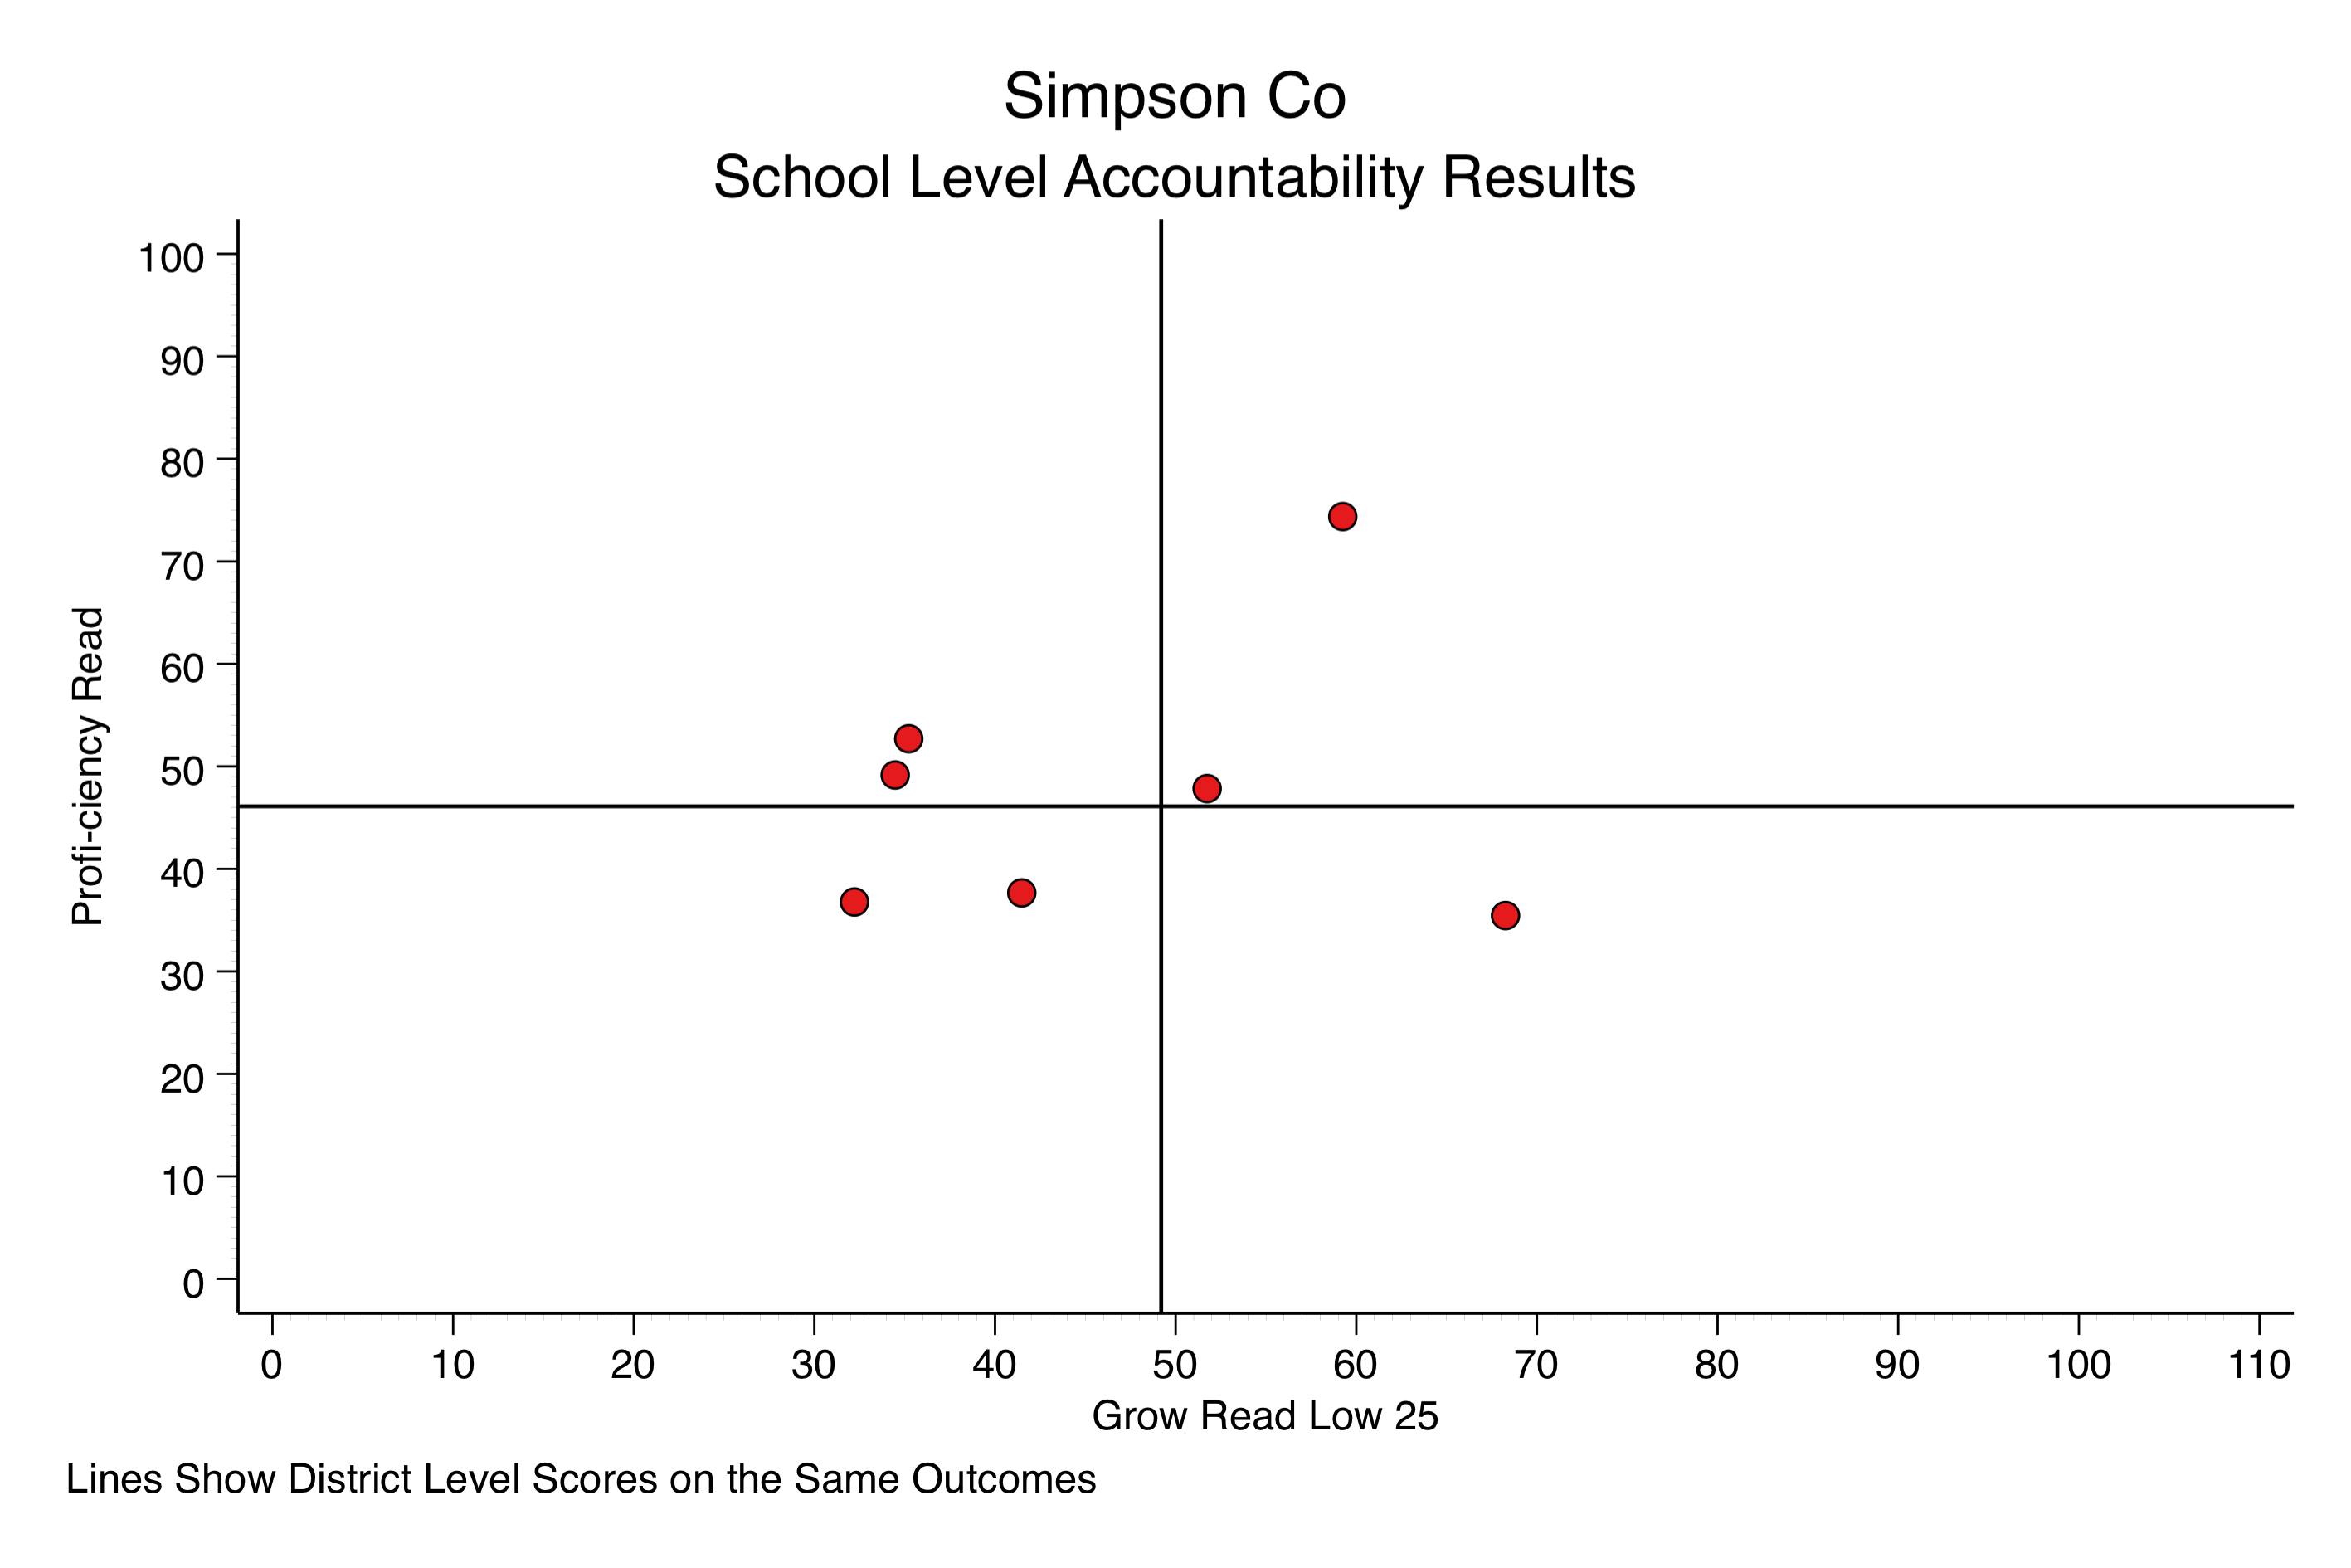 Simpson Co
School Level Accountability Results
100
90
80
70
60
50
40
30
20
10
0
Profi-ciency Read
0 10 20 30 40 50 60 70 80 90 100 110
Grow Read Low 25
Lines Show District Level Scores on the Same Outcomes